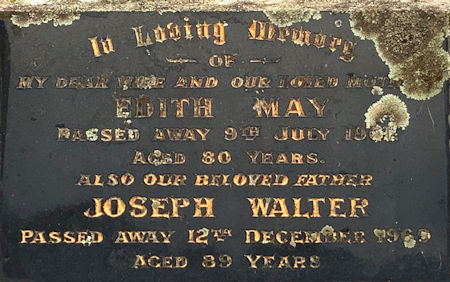 In Loving Memory
OF
MY DEAR WIFE AND OUR LOVED
EDITH MAY
PASSED AWAY 9TH JULY
AGED 80 YEARS.
ALSO OUR BELOVED FATHER
JOSEPH WALTER
PASSED AWAY 12TH DECEMBER 1969
AGED 89 YEARS